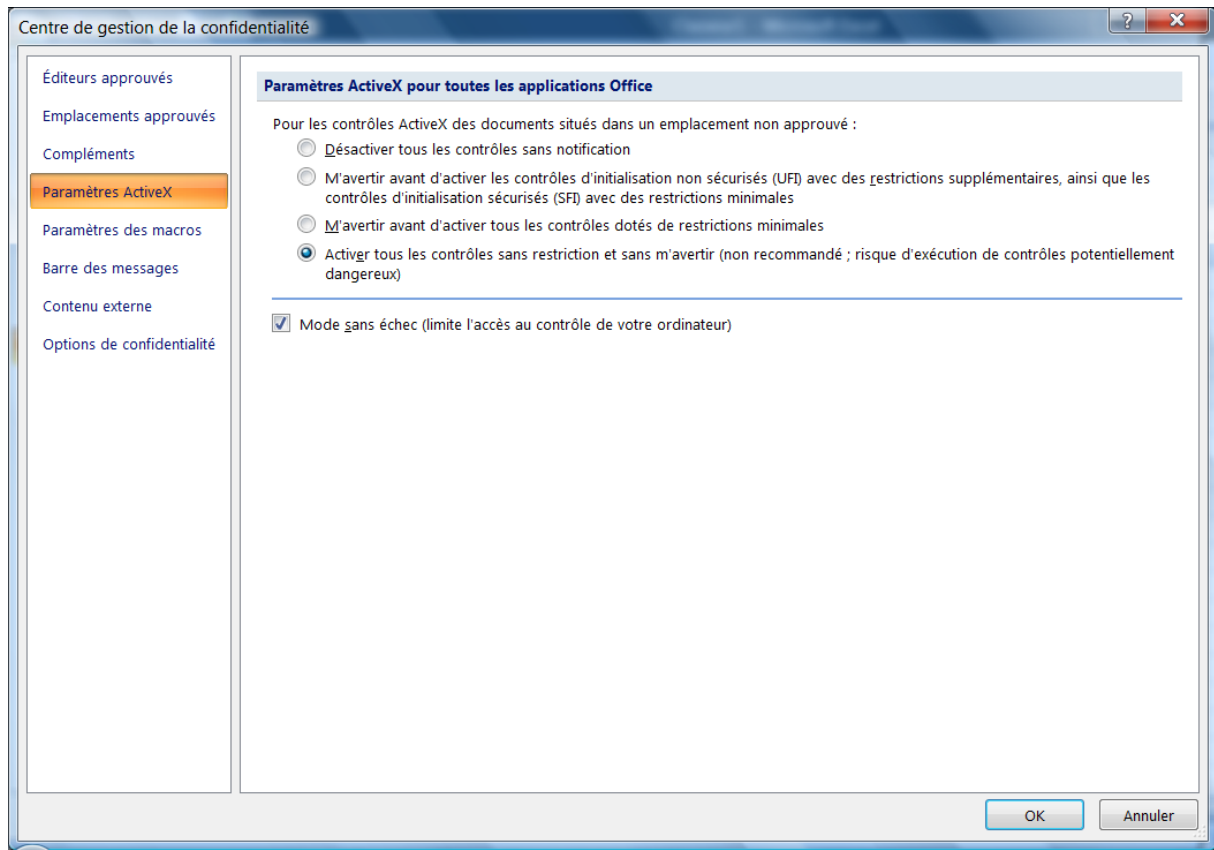 Centre de gestion de la confidentialité
Éditeurs approuvés
Emplacements approuvés
Compléments
Paramètres ActiveX
Paramètres des macros
Barre des messages
Contenu externe
Options de confidentialité
Paramètres ActiveX pour toutes les applications Office
Pour les contrôles ActiveX des documents situés dans un emplacement non approuvé :
Désactiver tous les contrôles sans notification
M'avertir avant d'activer les contrôles d'initialisation non sécurisés (UFI) avec des restrictions supplémentaires, ainsi que les
contrôles d'initialisation sécurisés (SFI) avec des restrictions minimales
M'avertir avant d'activer tous les contrôles dotés de restrictions minimales
Activer tous les contrôles sans restriction et sans m'avertir (non recommandé ; risque d'exécution de contrôles potentiellement
dangereux)
Mode sans échec (limite l'accès au contrôle de votre ordinateur)
OK
Annuler